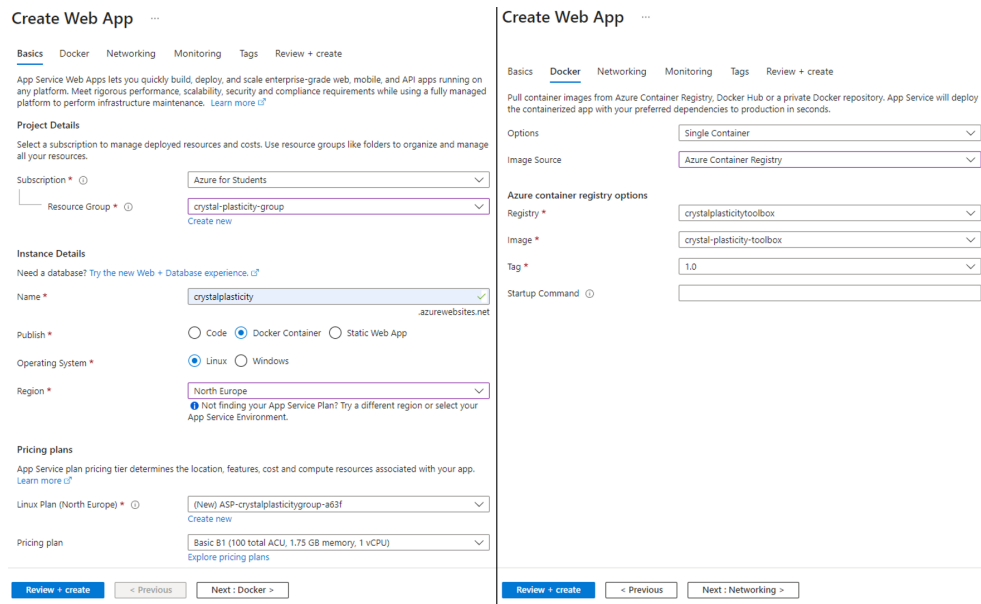 Create Web App ...
Basics Docker Networking Monitoring Tags Review + create
App Service Web Apps lets you quickly build, deploy, and scale enterprise-grade web, mobile, and API apps running on
any platform. Meet rigorous performance, scalability, security and compliance requirements while using a fully managed
platform to perform infrastructure maintenance. Learn more
Project Details
Select a subscription to manage deployed resources and costs. Use resource groups like folders to organize and manage
all your resources.
Subscription * Azure for Students
Resource Group * crystal-plasticity-group
Create new
Instance Details
Need a database? Try the new Web + Database experience.
Name * crystalplasticity
.azurewebsites.net
Publish * Code Docker Container Static Web App
Operating System * Linux Windows
Region * North Europe
Not finding your App Service Plan? Try a different region or select your
App Service Environment.
Pricing plans
App Service plan pricing tier determines the location, features, cost and compute resources associated with your app.
Learn more
Linux Plan (North Europe) * (New) ASP-crystalplasticitygroup-a63f
Create new
Pricing plan Basic B1 (100 total ACU, 1.75 GB memory, 1 vCPU)
Explore pricing plans
Review + create < Previous Next : Docker >
Create Web App ...
Basics Docker Networking Monitoring Tags Review + create
Pull container images from Azure Container Registry, Docker Hub or a private Docker repository. App Service will deploy
the containerized app with your preferred dependencies to production in seconds.
Options Single Container
Image Source Azure Container Registry
Azure container registry options
Registry * crystalplasticitytoolbox
Image * crystal-plasticity-toolbox
Tag * 1.0
Startup Command
Review + create < Previous Next : Networking >